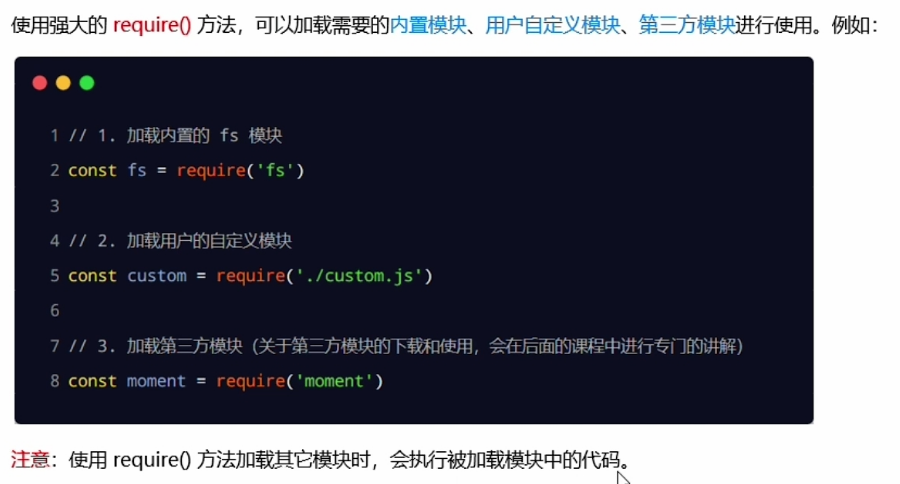 使用强大的 require() 方法，可以加载需要的内置模块、用户自定义模块、第三方模块进行使用。例如：
1 // 1. 加载内置的 fs 模块
2 const fs = require('fs')
3
4 // 2. 加载用户的自定义模块
5 const custom = require('./custom.js')
6
7 // 3. 加载第三方模块（关于第三方模块的下载和使用，会在后面的课程中进行专门的讲解）
8 const moment = require('moment')
注意：使用 require() 方法加载其它模块时，会执行被加载模块中的代码。